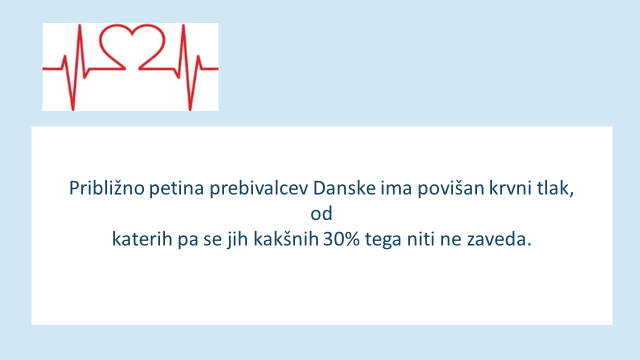 Približno petina prebivalcev Danske ima povišan krvni tlak,
od
katerih pa se jih kakšnih 30% tega niti ne zaveda.